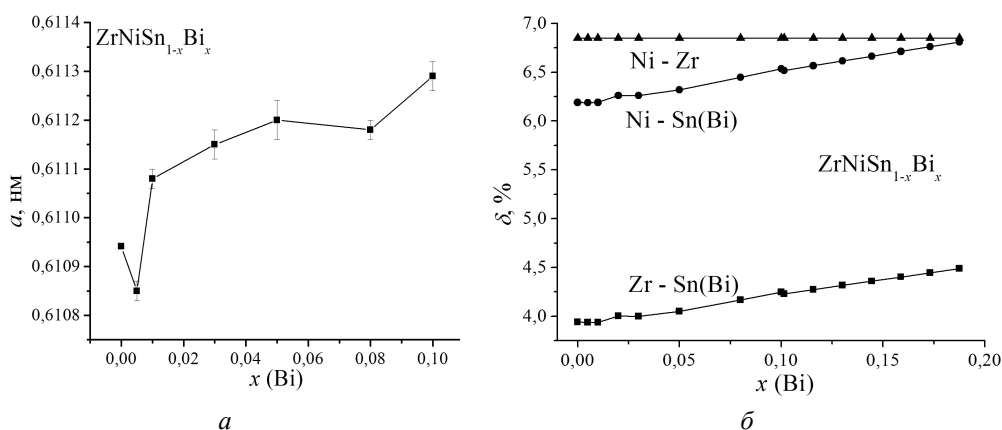 ZrNiSn1-xBix
0,6114
0,6113
0,6112
0,6111
0,6110
0,6109
0,6108
a, нм
0,00 0,02 0,04 0,06 0,08 0,10
x (Bi)
а
7,0
6,5
6,0
5,5
5,0
4,5
4,0
δ, %
Ni - Zr
Ni - Sn(Bi)
ZrNiSn1-xBix
Zr - Sn(Bi)
0,00 0,05 0,10 0,15 0,20
x (Bi)
б